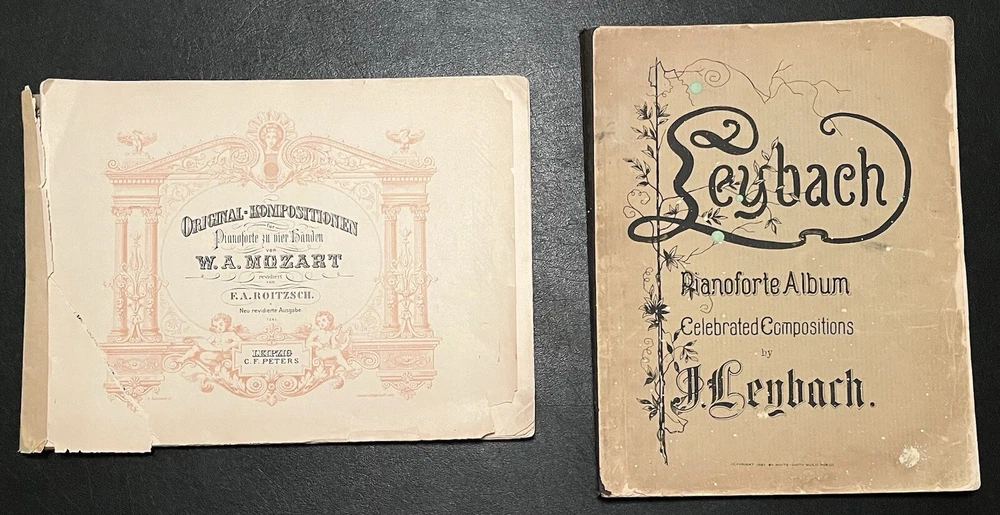 ORIGINAL-KOMPOSITIONEN
für
Pianoforte zu vier Händen
von
W. A. MOZART
revidiert
von
F. A. ROITZSCH.
Neu revidierte Ausgabe.
LEIPZIG
C. F. PETERS
Leybach
Pianoforte Album
Celebrated Compositions
by
J. Leybach.